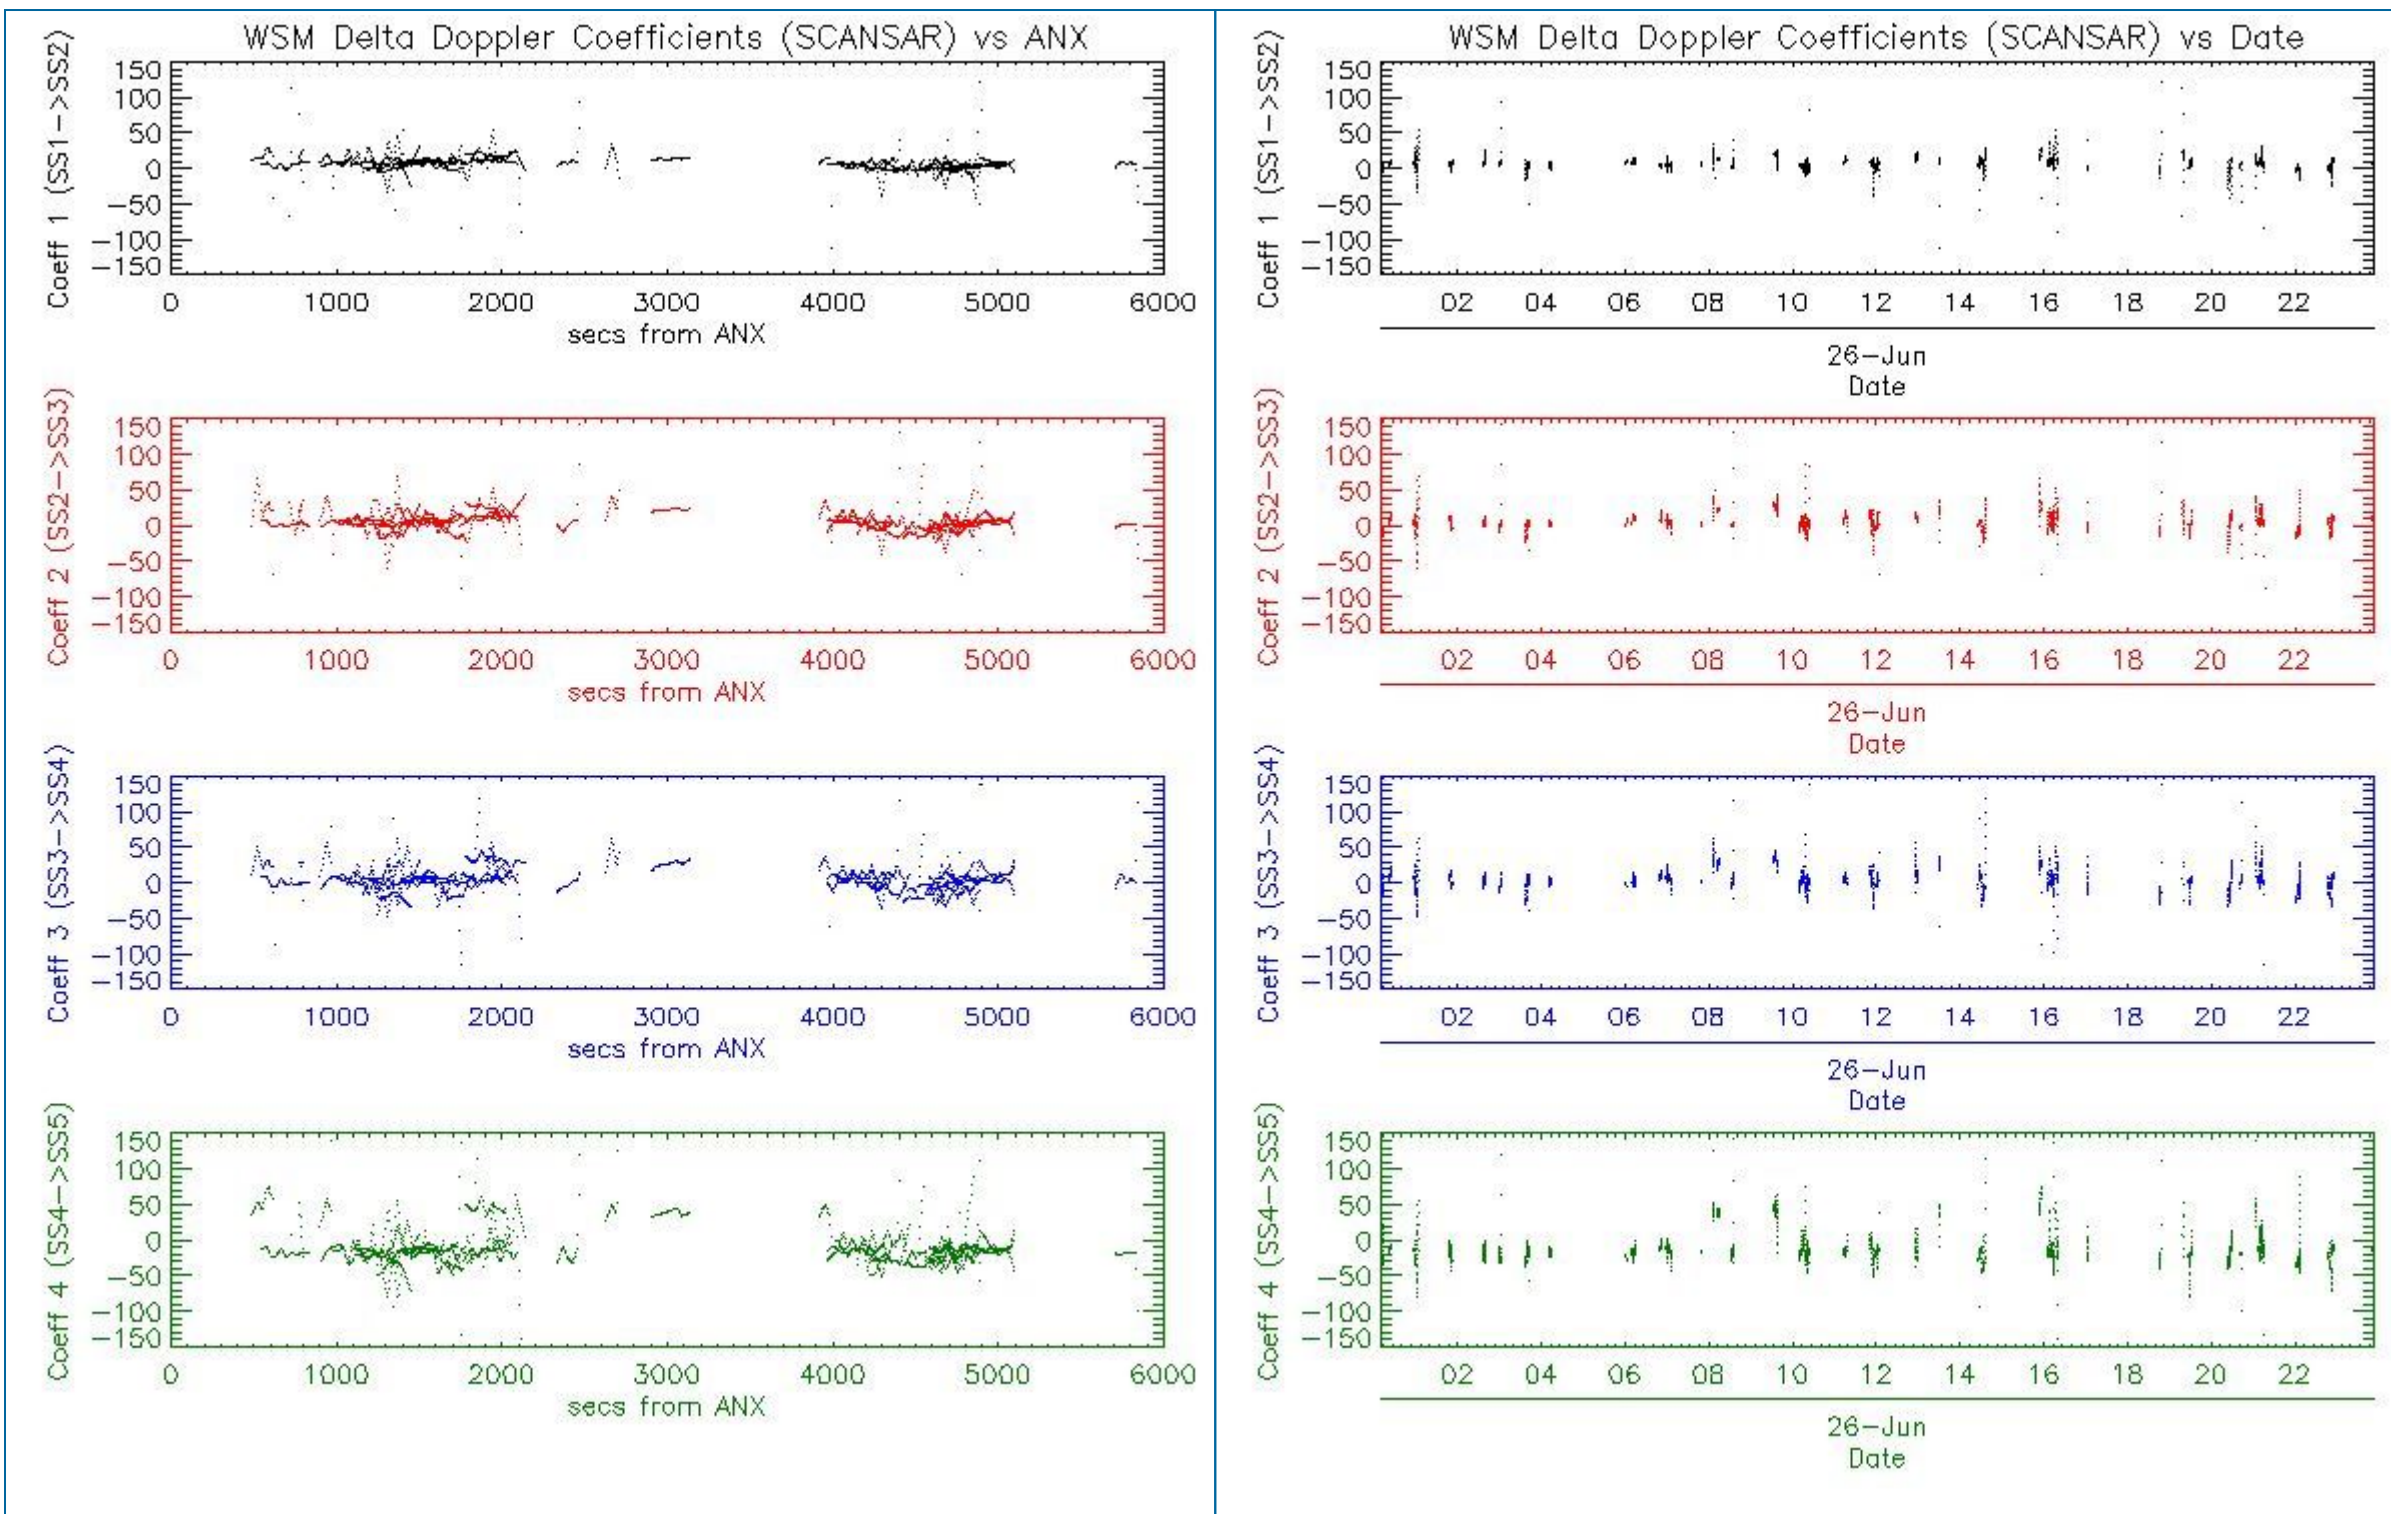 WSM Delta Doppler Coefficients (SCANSAR) vs ANX
Coeff 1 (SS1->SS2)
150
100
50
0
-50
-100
-150
0 1000 2000 3000 4000 5000 6000
secs from ANX
Coeff 2 (SS2->SS3)
150
100
50
0
-50
-100
-150
0 1000 2000 3000 4000 5000 6000
secs from ANX
Coeff 3 (SS3->SS4)
150
100
50
0
-50
-100
-150
0 1000 2000 3000 4000 5000 6000
secs from ANX
Coeff 4 (SS4->SS5)
150
100
50
0
-50
-100
-150
0 1000 2000 3000 4000 5000 6000
secs from ANX
WSM Delta Doppler Coefficients (SCANSAR) vs Date
Coeff 1 (SS1->SS2)
150
100
50
0
-50
-100
-150
02 04 06 08 10 12 14 16 18 20 22
26-Jun
Date
Coeff 2 (SS2->SS3)
150
100
50
0
-50
-100
-150
02 04 06 08 10 12 14 16 18 20 22
26-Jun
Date
Coeff 3 (SS3->SS4)
150
100
50
0
-50
-100
-150
02 04 06 08 10 12 14 16 18 20 22
26-Jun
Date
Coeff 4 (SS4->SS5)
150
100
50
0
-50
-100
-150
02 04 06 08 10 12 14 16 18 20 22
26-Jun
Date